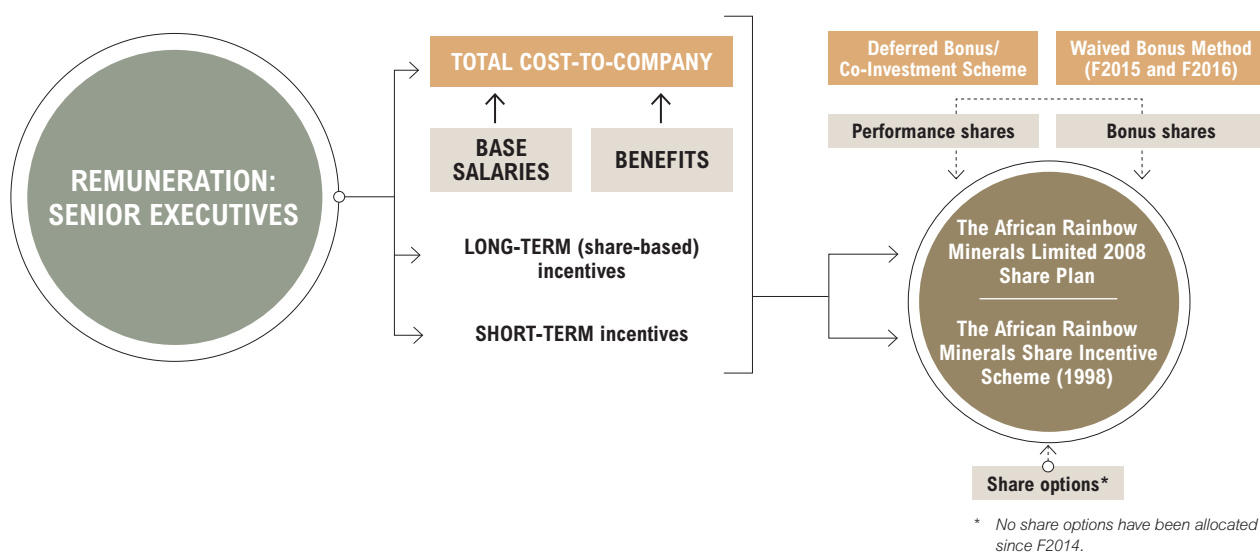 REMUNERATION:
SENIOR EXECUTIVES
TOTAL COST-TO-COMPANY
BASE
SALARIES
BENEFITS
LONG-TERM (share-based)
incentives
SHORT-TERM incentives
Deferred Bonus/
Co-Investment Scheme
Waived Bonus Method
(F2015 and F2016)
Performance shares
Bonus shares
The African Rainbow
Minerals Limited 2008
Share Plan
The African Rainbow
Minerals Share Incentive
Scheme (1998)
Share options*
* No share options have been allocated
since F2014.